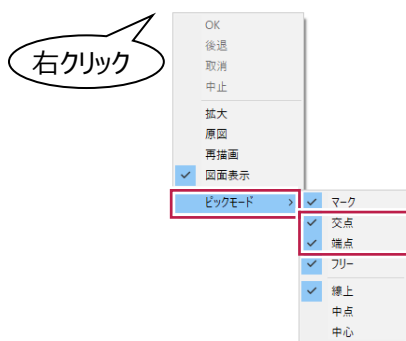 右クリック
OK
後退
取消
中止
拡大
原図
再描画
図面表示
ピックモード
マーク
交点
端点
フリー
線上
中点
中心